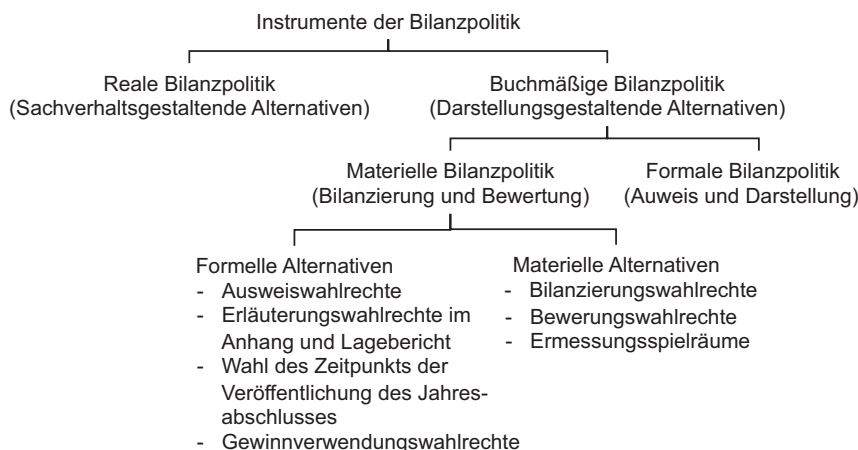 Instrumente der Bilanzpolitik
Reale Bilanzpolitik
(Sachverhaltsgestaltende Alternativen)
Buchmäßige Bilanzpolitik
(Darstellungsgestaltende Alternativen)
Materielle Bilanzpolitik
(Bilanzierung und Bewertung)
Formale Bilanzpolitik
(Auweis und Darstellung)
Formelle Alternativen
- Ausweiswahlrechte
- Erläuterungswahlrechte im
Anhang und Lagebericht
- Wahl des Zeitpunkts der
Veröffentlichung des Jahres-
abschlusses
- Gewinnverwendungswahlrechte
Materielle Alternativen
- Bilanzierungswahlrechte
- Bewerungswahlrechte
- Ermessungsspielräume